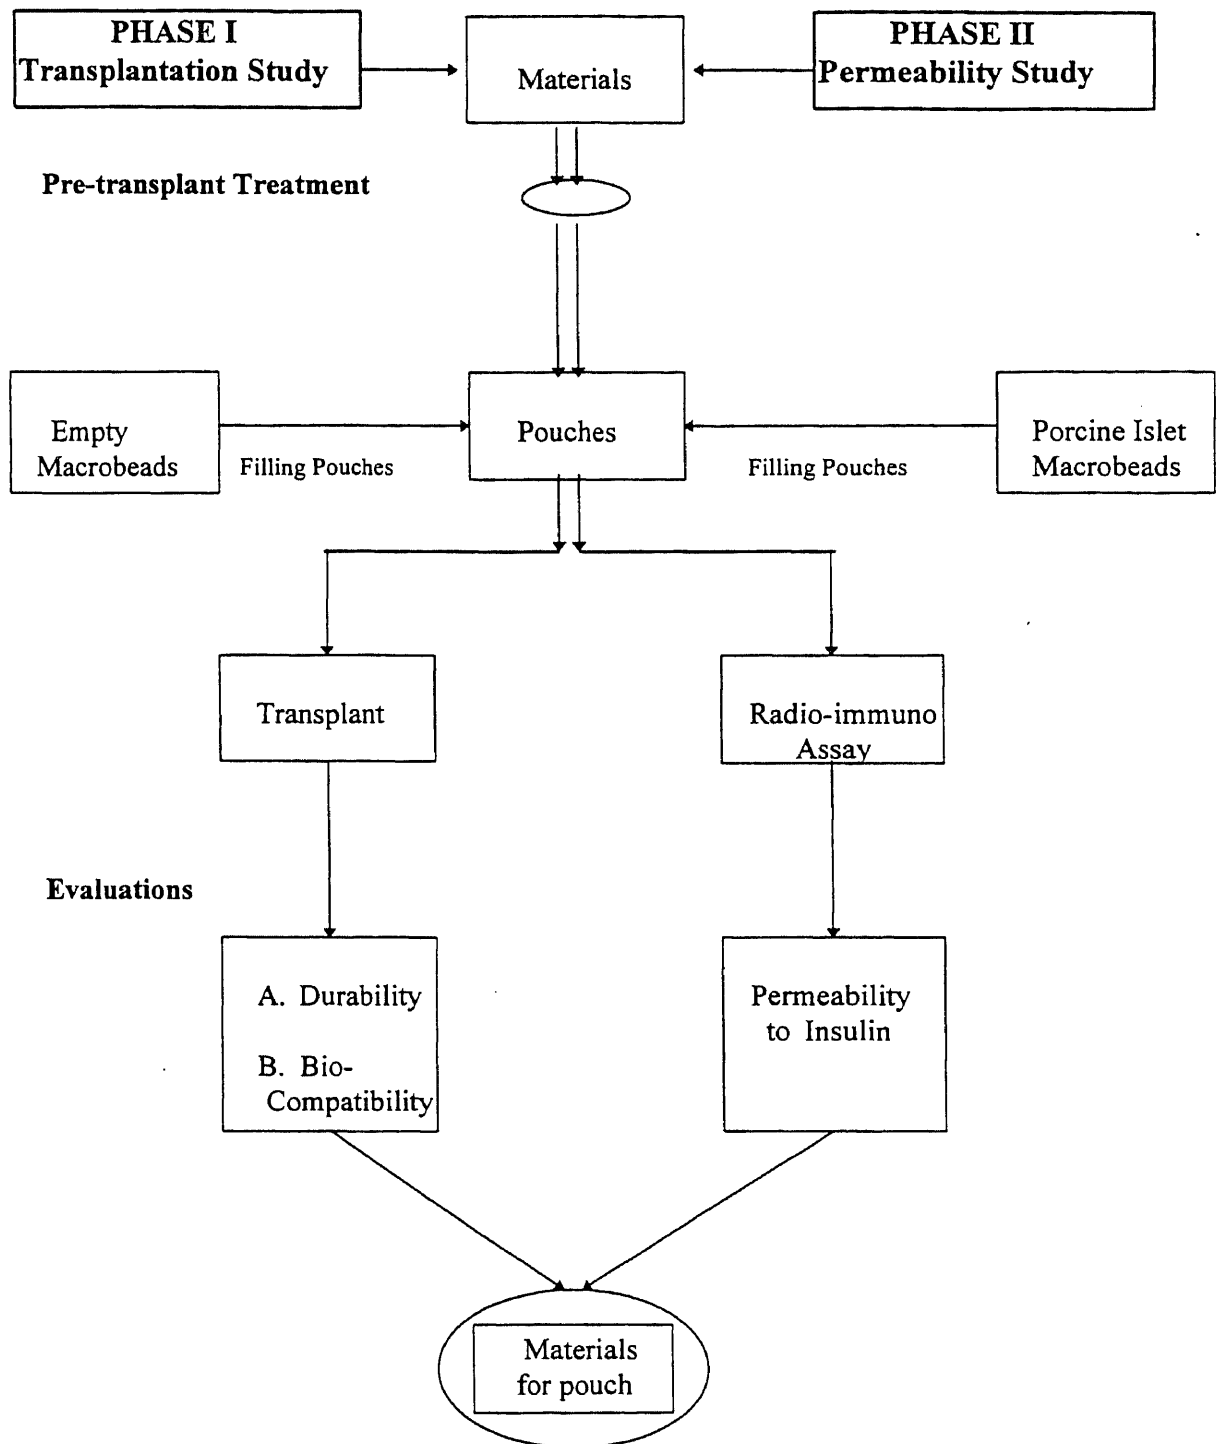 PHASE I
Transplantation Study
Materials
PHASE II
Permeability Study
Pre-transplant Treatment
Empty
Macrobeads
Filling Pouches
Pouches
Filling Pouches
Porcine Islet
Macrobeads
Transplant
Radio-immuno
Assay
Evaluations
A. Durability
B. Bio-
Compatibility
Permeability
to Insulin
Materials
for pouch